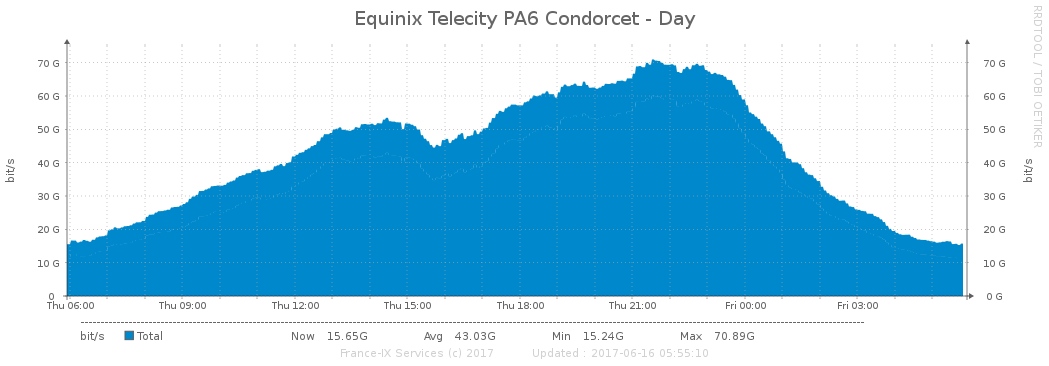 Equinix Telecity PA6 Condorcet - Day
RRDTOOL / TOBI OETIKER
bit/s
bit/s
70 G 70 G
60 G 60 G
50 G 50 G
40 G 40 G
30 G 30 G
20 G 20 G
10 G 10 G
0 0 G
Thu 06:00 Thu 09:00 Thu 12:00 Thu 15:00 Thu 18:00 Thu 21:00 Fri 00:00 Fri 03:00
bit/s Total Now 15.65G Avg 43.03G Min 15.24G Max 70.89G
France-IX Services (c) 2017 Updated : 2017-06-16 05:55:10